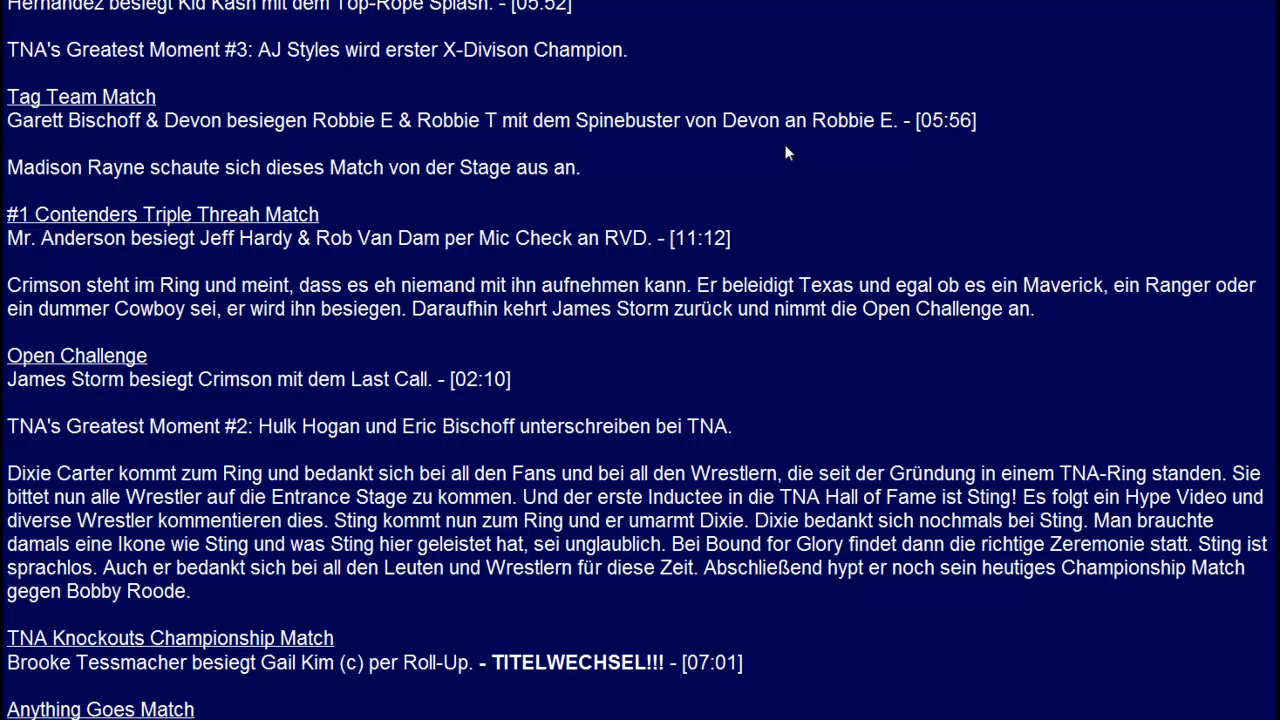 Hernandez besiegt Kid Kash mit dem Top-Rope Splash. - [05:52]
TNA's Greatest Moment #3: AJ Styles wird erster X-Divison Champion.
Tag Team Match
Garett Bischoff & Devon besiegen Robbie E & Robbie T mit dem Spinebuster von Devon an Robbie E. - [05:56]
Madison Rayne schaute sich dieses Match von der Stage aus an.
#1 Contenders Triple Threah Match
Mr. Anderson besiegt Jeff Hardy & Rob Van Dam per Mic Check an RVD. - [11:12]
Crimson steht im Ring und meint, dass es eh niemand mit ihn aufnehmen kann. Er beleidigt Texas und egal ob es ein Maverick, ein Ranger oder
ein dummer Cowboy sei, er wird ihn besiegen. Daraufhin kehrt James Storm zurück und nimmt die Open Challenge an.
Open Challenge
James Storm besiegt Crimson mit dem Last Call. - [02:10]
TNA's Greatest Moment #2: Hulk Hogan und Eric Bischoff unterschreiben bei TNA.
Dixie Carter kommt zum Ring und bedankt sich bei all den Fans und bei all den Wrestlern, die seit der Gründung in einem TNA-Ring standen. Sie
bittet nun alle Wrestler auf die Entrance Stage zu kommen. Und der erste Inductee in die TNA Hall of Fame ist Sting! Es folgt ein Hype Video und
diverse Wrestler kommentieren dies. Sting kommt nun zum Ring und er umarmt Dixie. Dixie bedankt sich nochmals bei Sting. Man brauchte
damals eine Ikone wie Sting und was Sting hier geleistet hat, sei unglaublich. Bei Bound for Glory findet dann die richtige Zeremonie statt. Sting ist
sprachlos. Auch er bedankt sich bei all den Leuten und Wrestlern für diese Zeit. Abschließend hypt er noch sein heutiges Championship Match
gegen Bobby Roode.
TNA Knockouts Championship Match
Brooke Tessmacher besiegt Gail Kim (c) per Roll-Up. - TITELWECHSEL!!! - [07:01]
Anything Goes Match